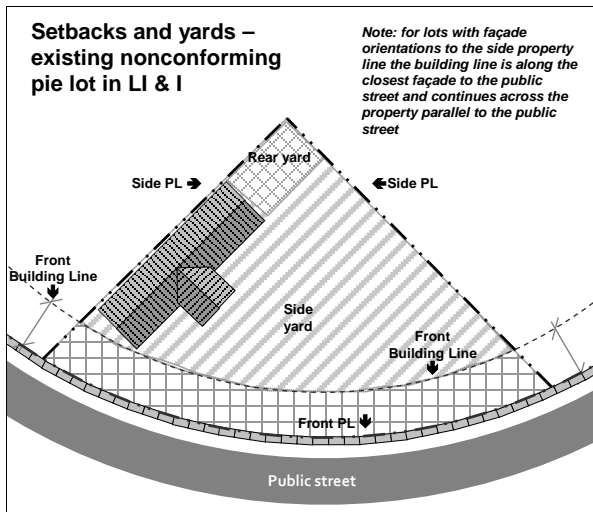 Setbacks and yards –
existing nonconforming
pie lot in LI & I
Note: for lots with façade
orientations to the side property
line the building line is along the
closest façade to the public
street and continues across the
property parallel to the public
street
Rear yard
Side PL
Side PL
Front
Building Line
Side
yard
Front
Building Line
Front PL
Public street